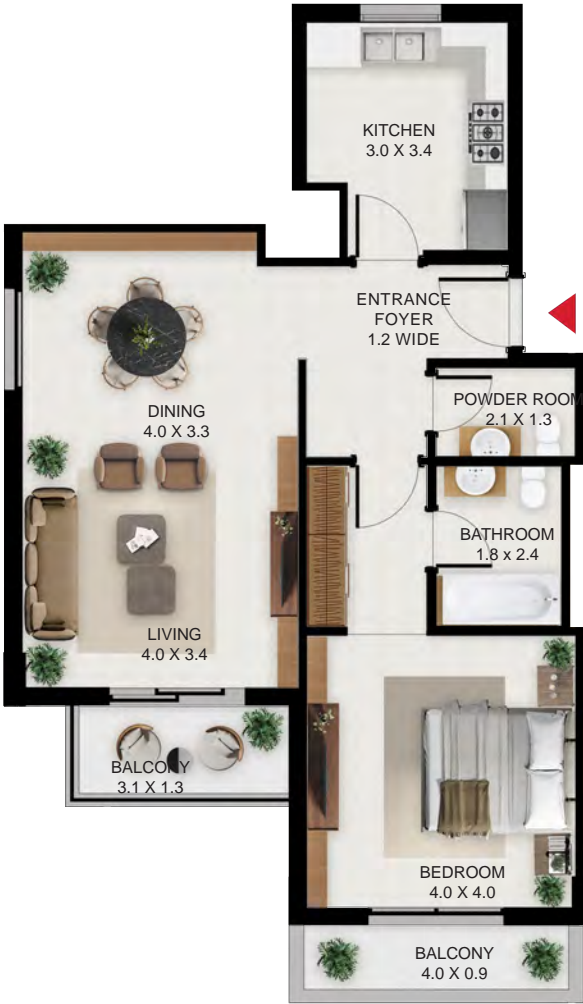 KITCHEN
3.0 X 3.4
ENTRANCE
FOYER
1.2 WIDE
POWDER ROOM
2.1 X 1.3
DINING
4.0 X 3.3
BATHROOM
1.8 x 2.4
LIVING
4.0 X 3.4
BALCONY
3.1 X 1.3
BEDROOM
4.0 X 4.0
BALCONY
4.0 X 0.9